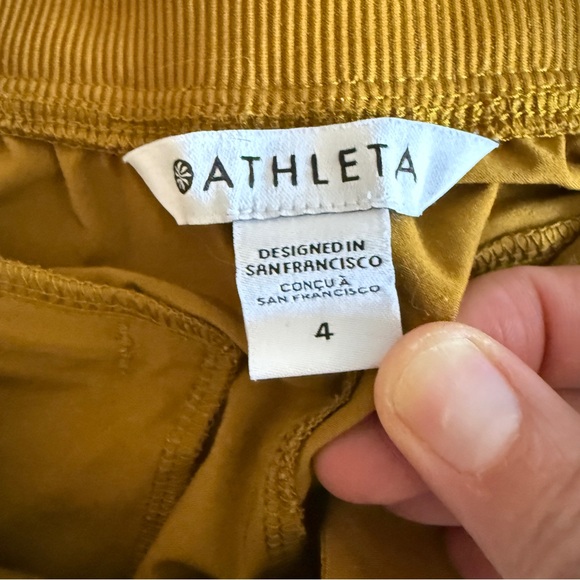 ATHLETA
DESIGNED IN
SAN FRANCISCO
CONÇU À
SAN FRANCISCO
4